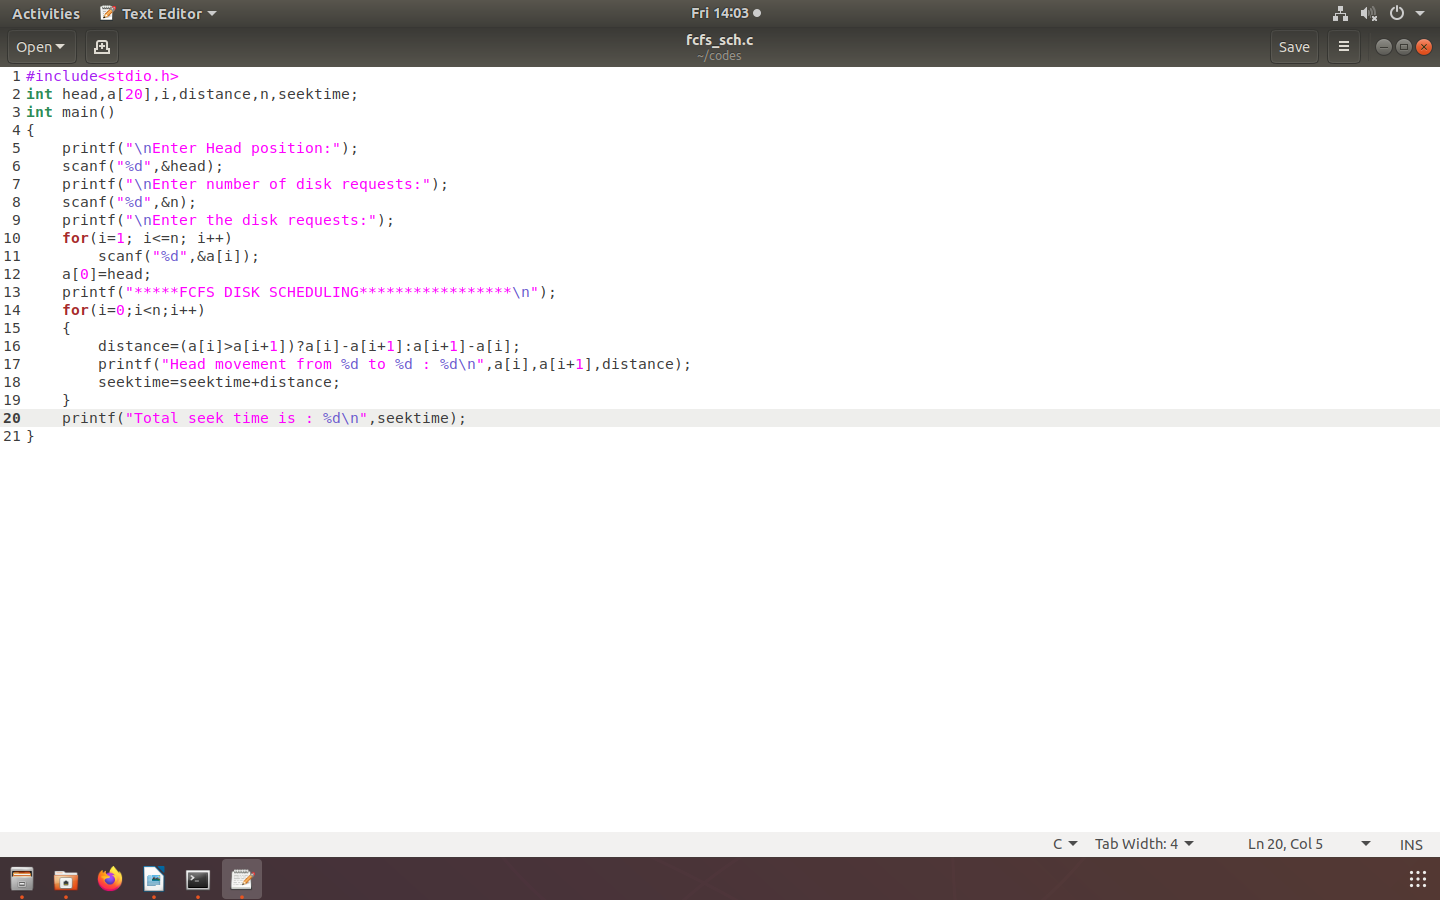 Activities Text Editor Fri 14:03
Open fcfs_sch.c Save
~/codes
1 #include<stdio.h>
2 int head,a[20],i,distance,n,seektime;
3 int main()
4 {
5     printf("\nEnter Head position:");
6     scanf("%d",&head);
7     printf("\nEnter number of disk requests:");
8     scanf("%d",&n);
9     printf("\nEnter the disk requests:");
10     for(i=1; i<=n; i++)
11         scanf("%d",&a[i]);
12     a[0]=head;
13     printf("*****FCFS DISK SCHEDULING*****************\n");
14     for(i=0;i<n;i++)
15     {
16         distance=(a[i]>a[i+1])?a[i]-a[i+1]:a[i+1]-a[i];
17         printf("Head movement from %d to %d : %d\n",a[i],a[i+1],distance);
18         seektime=seektime+distance;
19     }
20     printf("Total seek time is : %d\n",seektime);
21 }
C Tab Width: 4 Ln 20, Col 5 INS